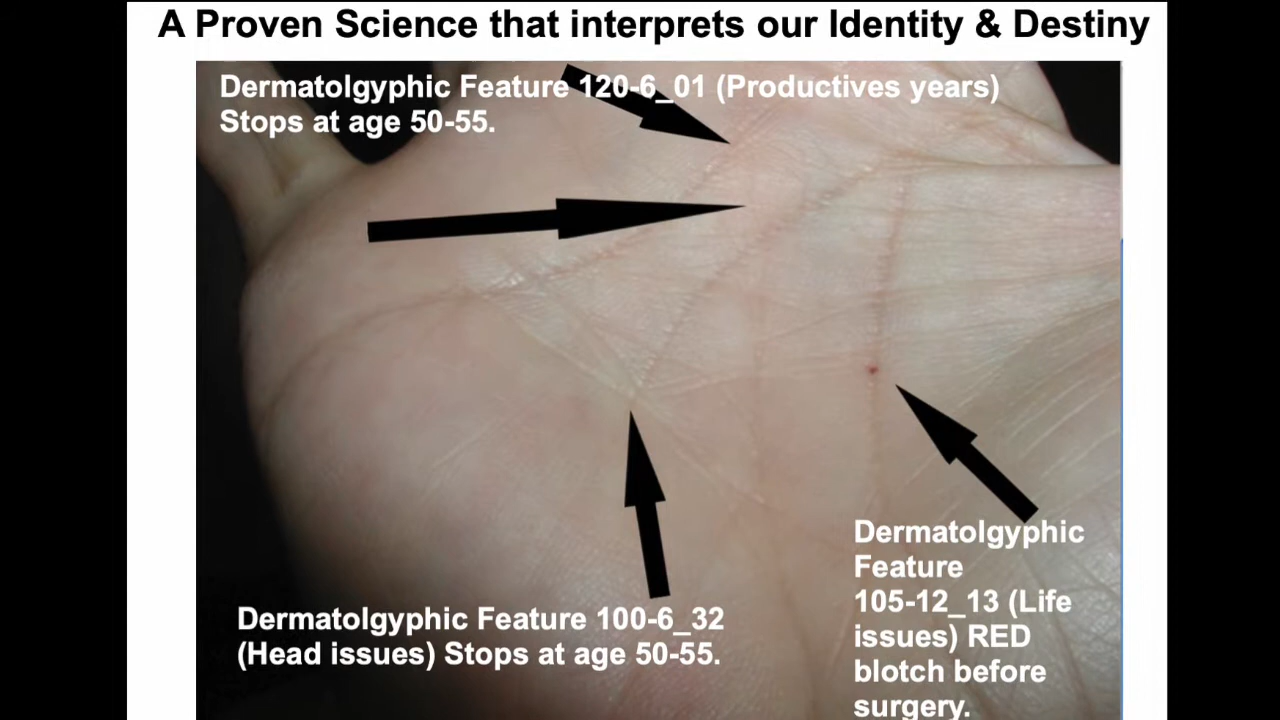 A Proven Science that interprets our Identity & Destiny
Dermatolgyphic Feature 120-6_01 (Productives years)
Stops at age 50-55.
Dermatolgyphic Feature 100-6_32
(Head issues) Stops at age 50-55.
Dermatolgyphic
Feature
105-12_13 (Life
issues) RED
blotch before
surgery.